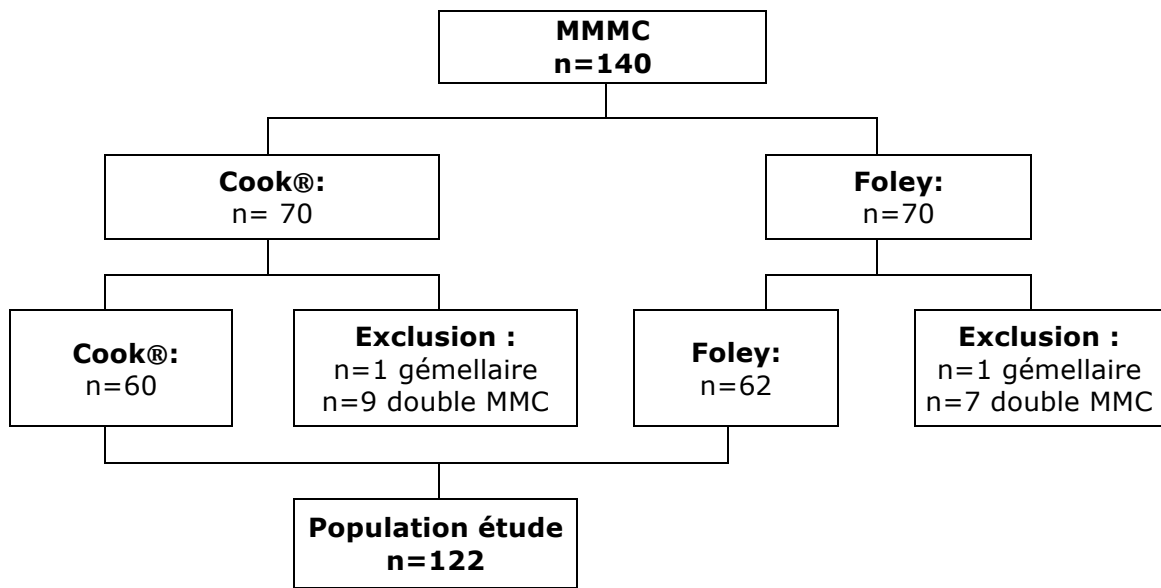 MMMC
n=140
Cook®:
n= 70
Foley:
n=70
Cook®:
n=60
Exclusion :
n=1 gémellaire
n=9 double MMC
Foley:
n=62
Exclusion :
n=1 gémellaire
n=7 double MMC
Population étude
n=122